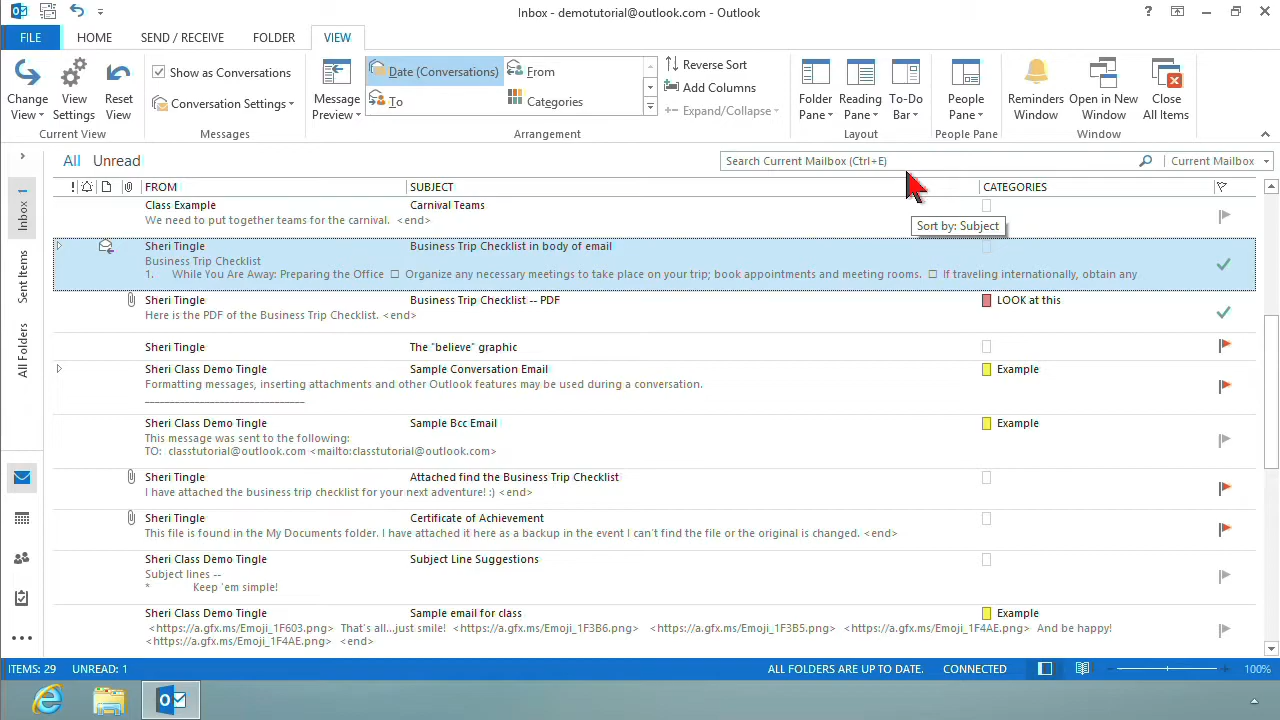 Inbox - demotutorial@outlook.com - Outlook
?
FILE HOME SEND / RECEIVE FOLDER VIEW
Change View
View Settings
Reset View
Current View
Show as Conversations
Conversation Settings
Messages
Message Preview
Date (Conversations)
From
To
Categories
Reverse Sort
Add Columns
Expand/Collapse
Arrangement
Folder Pane
Reading Pane
To-Do Bar
Layout
People Pane
People Pane
Reminders Window
Open in New Window
Close All Items
Window
All Unread
Search Current Mailbox (Ctrl+E)
Current Mailbox
! FROM SUBJECT CATEGORIES
Sort by: Subject
Class Example Carnival Teams
We need to put together teams for the carnival. <end>
Sheri Tingle Business Trip Checklist in body of email
Business Trip Checklist
1. While You Are Away: Preparing the Office ☐ Organize any necessary meetings to take place on your trip; book appointments and meeting rooms. ☐ If traveling internationally, obtain any
Sheri Tingle Business Trip Checklist -- PDF LOOK at this
Here is the PDF of the Business Trip Checklist. <end>
Sheri Tingle The "believe" graphic
Sheri Class Demo Tingle Sample Conversation Email Example
Formatting messages, inserting attachments and other Outlook features may be used during a conversation.
________________________________
Sheri Class Demo Tingle Sample Bcc Email Example
This message was sent to the following:
TO: classtutorial@outlook.com <mailto:classtutorial@outlook.com>
Sheri Tingle Attached find the Business Trip Checklist
I have attached the business trip checklist for your next adventure! :) <end>
Sheri Tingle Certificate of Achievement
This file is found in the My Documents folder. I have attached it here as a backup in the event I can't find the file or the original is changed. <end>
Sheri Class Demo Tingle Subject Line Suggestions
Subject lines --
* Keep 'em simple!
Sheri Class Demo Tingle Sample email for class Example
<https://a.gfx.ms/Emoji_1F603.png> That's all...just smile! <https://a.gfx.ms/Emoji_1F3B6.png> <https://a.gfx.ms/Emoji_1F3B5.png> <https://a.gfx.ms/Emoji_1F4AE.png> And be happy!
<https://a.gfx.ms/Emoji_1F4AE.png> <end>
Inbox 1
Sent Items
All Folders
ITEMS: 29 UNREAD: 1 ALL FOLDERS ARE UP TO DATE. CONNECTED 100%